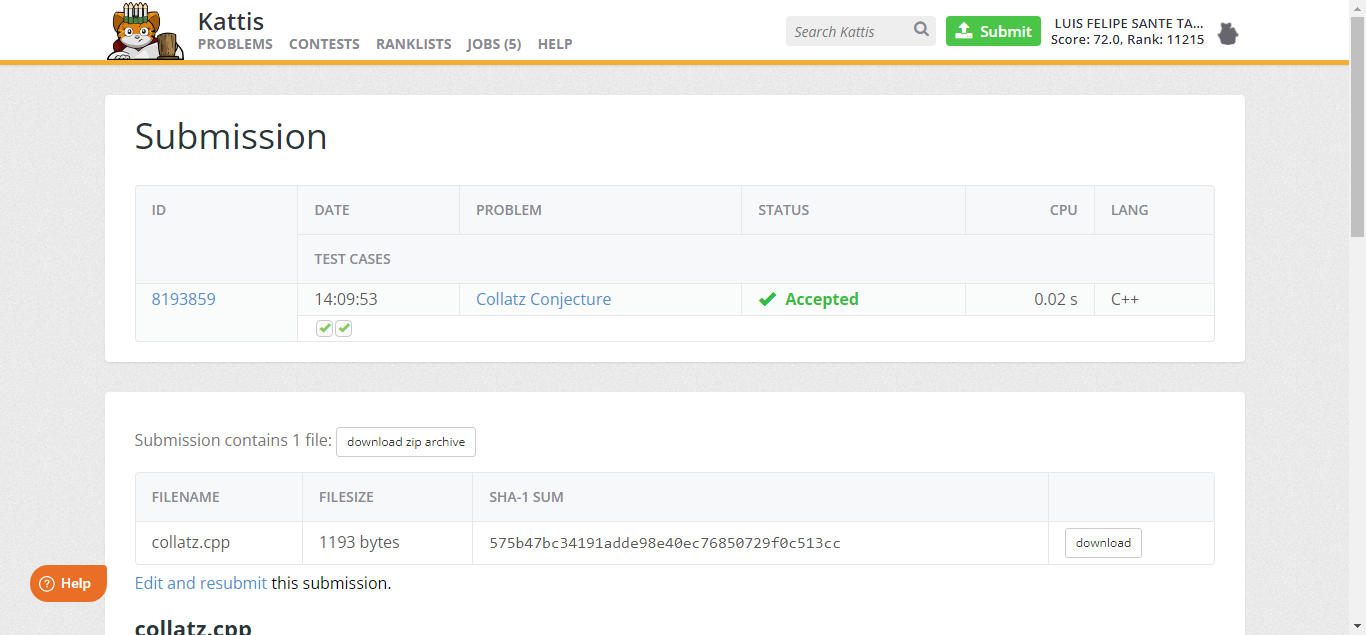 Kattis
PROBLEMS CONTESTS RANKLISTS JOBS (5) HELP
Search Kattis
Submit
LUIS FELIPE SANTE TA...
Score: 72.0, Rank: 11215
Submission
ID DATE PROBLEM STATUS CPU LANG
TEST CASES
8193859 14:09:53 Collatz Conjecture Accepted 0.02 s C++
Submission contains 1 file: download zip archive
FILENAME FILESIZE SHA-1 SUM
collatz.cpp 1193 bytes 575b47bc34191adde98e40ec76850729f0c513cc download
Edit and resubmit this submission.
Help
collatz.cpp